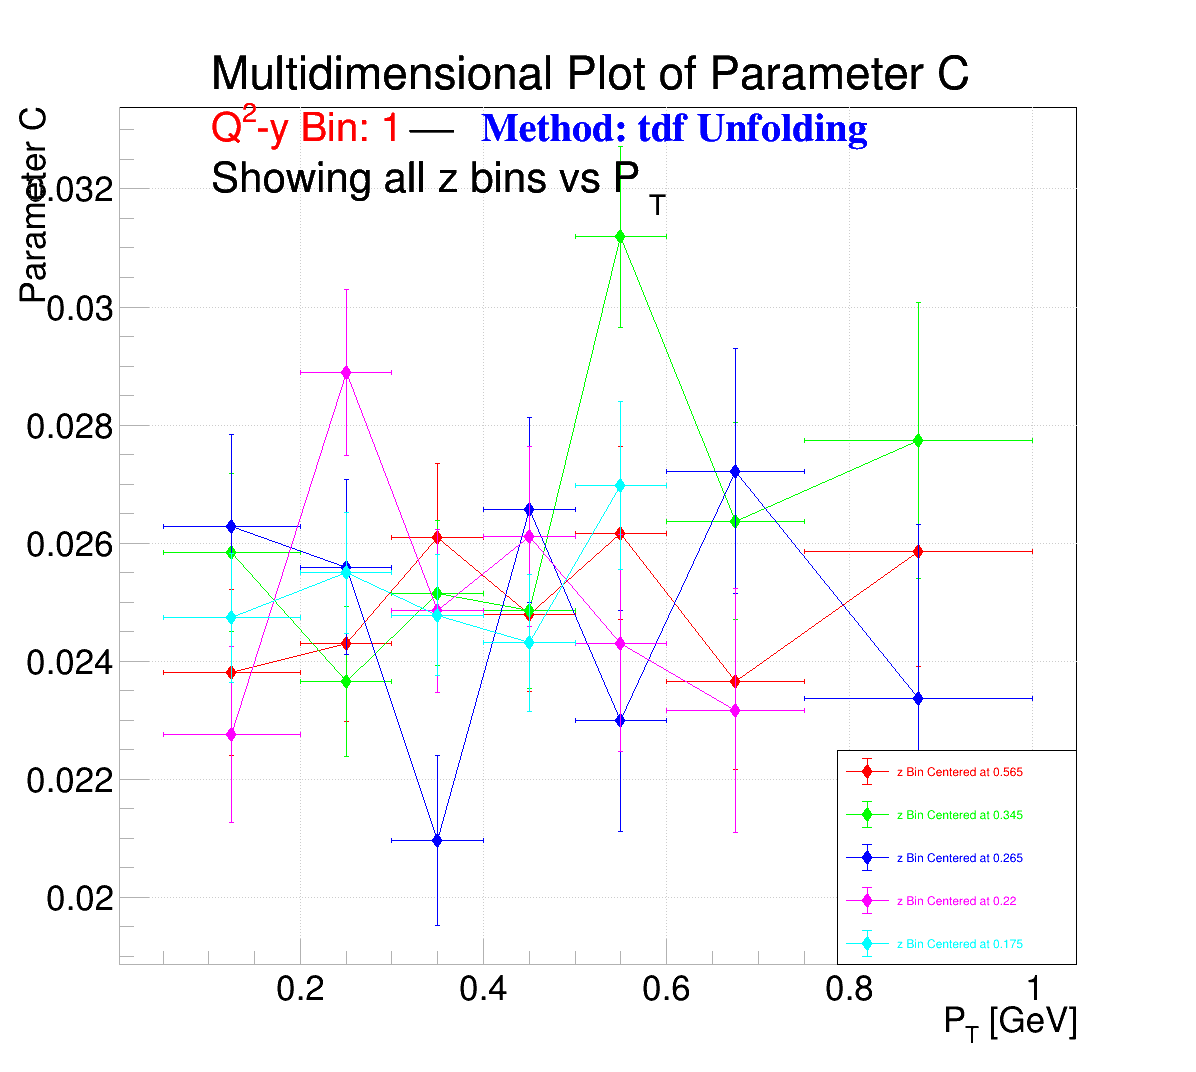 Multidimensional Plot of Parameter C
Q²-y Bin: 1 — Method: tdf Unfolding
Showing all z bins vs P_T
Parameter C
0.032
0.03
0.028
0.026
0.024
0.022
0.02
z Bin Centered at 0.565
z Bin Centered at 0.345
z Bin Centered at 0.265
z Bin Centered at 0.22
z Bin Centered at 0.175
0.2 0.4 0.6 0.8 1
P_T [GeV]